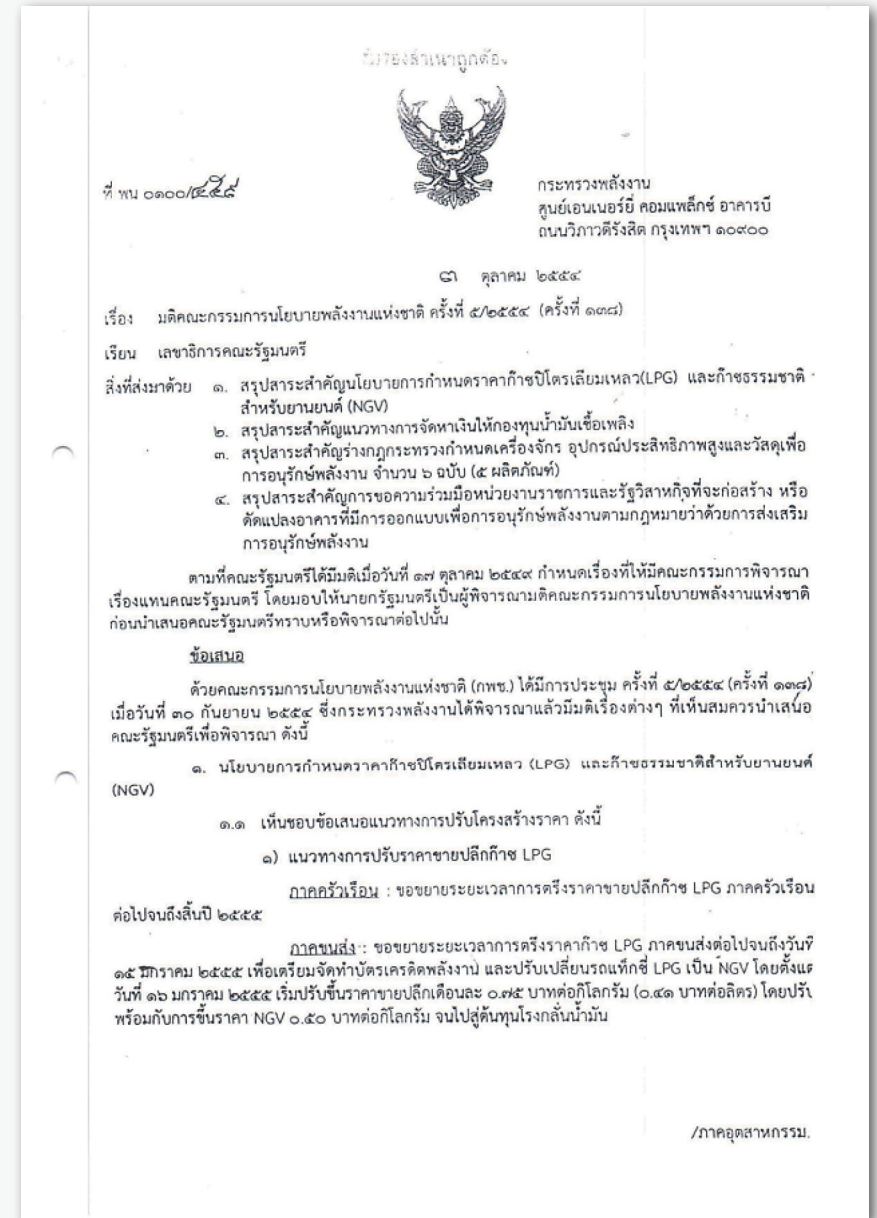 รับรองสำเนาถูกต้อง
ที่ พน ๐๑๐๐/
กระทรวงพลังงาน
ศูนย์เอนเนอร์ยี่ คอมแพล็กซ์ อาคารบี
ถนนวิภาวดีรังสิต กรุงเทพฯ ๑๐๙๐๐
๓ ตุลาคม ๒๕๕๔
เรื่อง มติคณะกรรมการนโยบายพลังงานแห่งชาติ ครั้งที่ ๕/๒๕๕๔ (ครั้งที่ ๑๓๘)
เรียน เลขาธิการคณะรัฐมนตรี
สิ่งที่ส่งมาด้วย ๑. สรุปสาระสำคัญนโยบายการกำหนดราคาก๊าซปิโตรเลียมเหลว(LPG) และก๊าซธรรมชาติ
สำหรับยานยนต์ (NGV)
๒. สรุปสาระสำคัญแนวทางการจัดหาเงินให้กองทุนน้ำมันเชื้อเพลิง
๓. สรุปสาระสำคัญร่างกฎกระทรวงกำหนดเครื่องจักร อุปกรณ์ประสิทธิภาพสูงและวัสดุเพื่อ
การอนุรักษ์พลังงาน จำนวน ๖ ฉบับ (๕ ผลิตภัณฑ์)
๔. สรุปสาระสำคัญการขอความร่วมมือหน่วยงานราชการและรัฐวิสาหกิจที่จะก่อสร้าง หรือ
ดัดแปลงอาคารที่มีการออกแบบเพื่อการอนุรักษ์พลังงานตามกฎหมายว่าด้วยการส่งเสริม
การอนุรักษ์พลังงาน
ตามที่คณะรัฐมนตรีได้มีมติเมื่อวันที่ ๑๗ ตุลาคม ๒๕๔๙ กำหนดเรื่องที่ให้มีคณะกรรมการพิจารณา
เรื่องแทนคณะรัฐมนตรี โดยมอบให้นายกรัฐมนตรีเป็นผู้พิจารณามติคณะกรรมการนโยบายพลังงานแห่งชาติ
ก่อนนำเสนอคณะรัฐมนตรีทราบหรือพิจารณาต่อไปนั้น
ข้อเสนอ
ด้วยคณะกรรมการนโยบายพลังงานแห่งชาติ (กพช.) ได้มีการประชุม ครั้งที่ ๕/๒๕๕๔ (ครั้งที่ ๑๓๘)
เมื่อวันที่ ๓๐ กันยายน ๒๕๕๔ ซึ่งกระทรวงพลังงานได้พิจารณาแล้วมีมติเรื่องต่างๆ ที่เห็นสมควรนำเสนอ
คณะรัฐมนตรีเพื่อพิจารณา ดังนี้
๑. นโยบายการกำหนดราคาก๊าซปิโตรเลียมเหลว (LPG) และก๊าซธรรมชาติสำหรับยานยนต์
(NGV)
๑.๑ เห็นชอบข้อเสนอแนวทางการปรับโครงสร้างราคา ดังนี้
๑) แนวทางการปรับราคาขายปลีกก๊าซ LPG
ภาคครัวเรือน : ขอขยายระยะเวลาการตรึงราคาขายปลีกก๊าซ LPG ภาคครัวเรือน
ต่อไปจนถึงสิ้นปี ๒๕๕๕
ภาคขนส่ง : ขอขยายระยะเวลาการตรึงราคาก๊าซ LPG ภาคขนส่งต่อไปจนถึงวันที่
๑๕ มกราคม ๒๕๕๕ เพื่อเตรียมจัดทำบัตรเครดิตพลังงาน และปรับเปลี่ยนรถแท็กซี่ LPG เป็น NGV โดยตั้งแต่
วันที่ ๑๖ มกราคม ๒๕๕๕ เริ่มปรับขึ้นราคาขายปลีกเดือนละ ๐.๗๕ บาทต่อกิโลกรัม (๐.๔๑ บาทต่อลิตร) โดยปรับ
พร้อมกับการขึ้นราคา NGV ๐.๕๐ บาทต่อกิโลกรัม จนไปสู่ต้นทุนโรงกลั่นน้ำมัน
/ภาคอุตสาหกรรม.